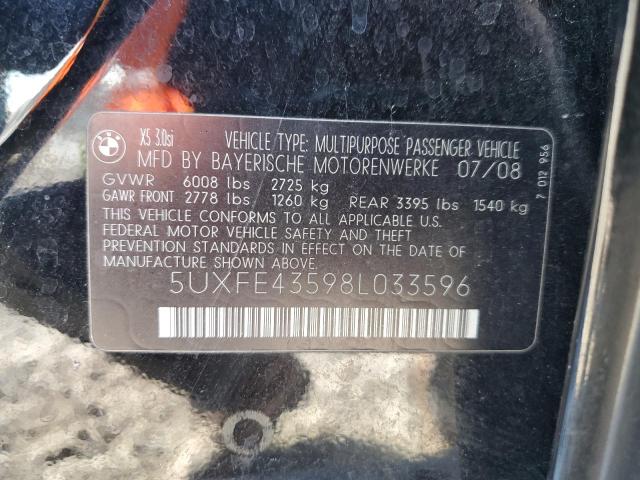 BMW
X5 3.0si VEHICLE TYPE: MULTIPURPOSE PASSENGER VEHICLE
MFD BY BAYERISCHE MOTORENWERKE 07/08
GVWR 6008 lbs 2725 kg
GAWR FRONT 2778 lbs 1260 kg REAR 3395 lbs 1540 kg
THIS VEHICLE CONFORMS TO ALL APPLICABLE U.S.
FEDERAL MOTOR VEHICLE SAFETY AND THEFT
PREVENTION STANDARDS IN EFFECT ON THE DATE OF
MANUFACTURE SHOWN ABOVE.
5UXFE43598L033596
7 012 956